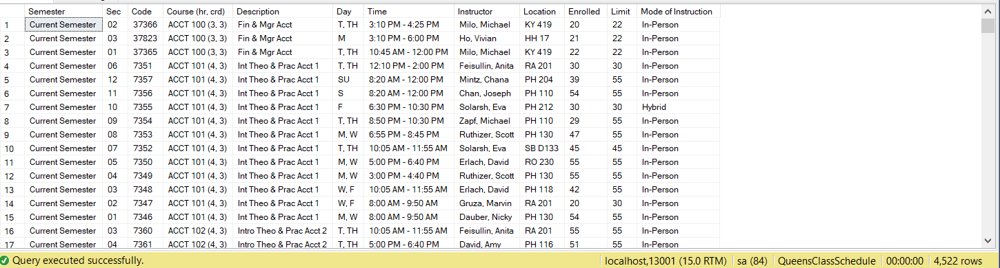 Semester Sec Code Course (hr, crd) Description Day Time Instructor Location Enrolled Limit Mode of Instruction
1 Current Semester 02 37366 ACCT 100 (3, 3) Fin & Mgr Acct T, TH 3:10 PM - 4:25 PM Milo, Michael KY 419 20 22 In-Person
2 Current Semester 03 37823 ACCT 100 (3, 3) Fin & Mgr Acct M 3:10 PM - 6:00 PM Ho, Vivian HH 17 21 22 In-Person
3 Current Semester 01 37365 ACCT 100 (3, 3) Fin & Mgr Acct T, TH 10:45 AM - 12:00 PM Milo, Michael KY 419 22 22 In-Person
4 Current Semester 06 7351 ACCT 101 (4, 3) Int Theo & Prac Acct 1 T, TH 12:10 PM - 2:00 PM Feisullin, Anita RA 201 30 30 In-Person
5 Current Semester 12 7357 ACCT 101 (4, 3) Int Theo & Prac Acct 1 SU 8:20 AM - 12:00 PM Mintz, Chana PH 204 39 55 In-Person
6 Current Semester 11 7356 ACCT 101 (4, 3) Int Theo & Prac Acct 1 S 8:20 AM - 12:00 PM Chan, Joseph PH 110 54 55 In-Person
7 Current Semester 10 7355 ACCT 101 (4, 3) Int Theo & Prac Acct 1 F 6:30 PM - 10:30 PM Solarsh, Eva PH 212 30 30 Hybrid
8 Current Semester 09 7354 ACCT 101 (4, 3) Int Theo & Prac Acct 1 T, TH 8:50 PM - 10:30 PM Zapf, Michael PH 110 29 55 In-Person
9 Current Semester 08 7353 ACCT 101 (4, 3) Int Theo & Prac Acct 1 M, W 6:55 PM - 8:45 PM Ruthizer, Scott PH 130 47 55 In-Person
10 Current Semester 07 7352 ACCT 101 (4, 3) Int Theo & Prac Acct 1 T, TH 10:05 AM - 11:55 AM Solarsh, Eva SB D133 45 45 In-Person
11 Current Semester 05 7350 ACCT 101 (4, 3) Int Theo & Prac Acct 1 M, W 5:00 PM - 6:40 PM Erlach, David RO 230 55 55 In-Person
12 Current Semester 04 7349 ACCT 101 (4, 3) Int Theo & Prac Acct 1 M, W 3:00 PM - 4:40 PM Ruthizer, Scott PH 130 55 55 In-Person
13 Current Semester 03 7348 ACCT 101 (4, 3) Int Theo & Prac Acct 1 W, F 10:05 AM - 11:55 AM Erlach, David PH 118 42 55 In-Person
14 Current Semester 02 7347 ACCT 101 (4, 3) Int Theo & Prac Acct 1 W, F 8:00 AM - 9:50 AM Gruza, Marvin RA 201 20 30 In-Person
15 Current Semester 01 7346 ACCT 101 (4, 3) Int Theo & Prac Acct 1 M, W 8:00 AM - 9:50 AM Dauber, Nicky PH 130 54 55 In-Person
16 Current Semester 03 7360 ACCT 102 (4, 3) Intro Theo & Prac Acct 2 T, TH 10:05 AM - 11:55 AM Feisullin, Anita RA 201 55 55 In-Person
17 Current Semester 04 7361 ACCT 102 (4, 3) Intro Theo & Prac Acct 2 T, TH 5:00 PM - 6:40 PM David, Amy PH 116 51 55 In-Person
Query executed successfully. localhost,13001 (15.0 RTM) sa (84) QueensClassSchedule 00:00:00 4,522 rows